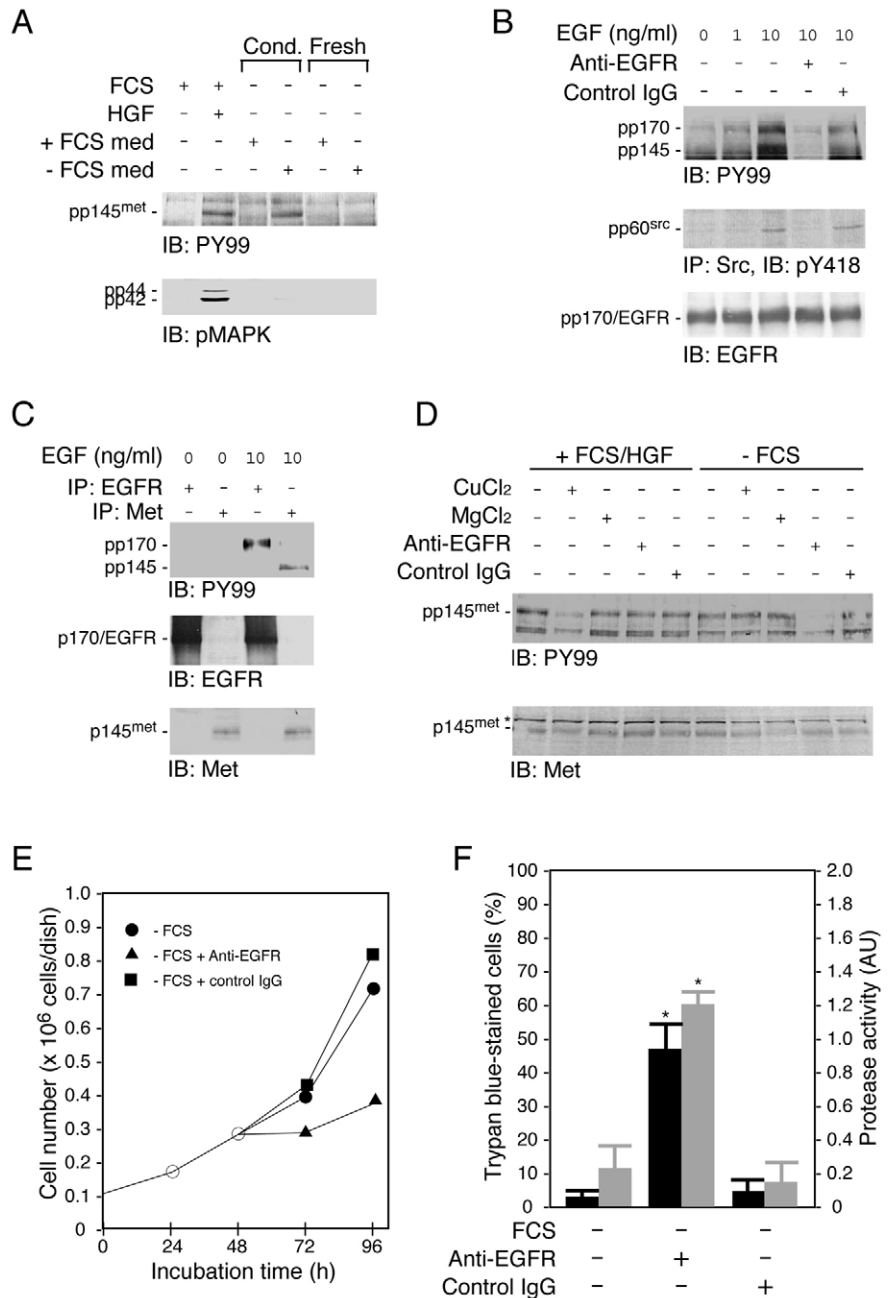 A
Cond. Fresh
FCS + + – – – –
HGF – + – – – –
+ FCS med – – + – + –
- FCS med – – – + – +
pp145met -
IB: PY99
pp44
pp42
IB: pMAPK
B
EGF (ng/ml) 0 1 10 10 10
Anti-EGFR – – – + –
Control IgG – – – – +
pp170 -
pp145 -
IB: PY99
pp60src -
IP: Src, IB: pY418
pp170/EGFR -
IB: EGFR
C
EGF (ng/ml) 0 0 10 10
IP: EGFR + – + –
IP: Met – + – +
pp170 -
pp145 -
IB: PY99
p170/EGFR -
IB: EGFR
p145met -
IB: Met
D
+ FCS/HGF - FCS
CuCl2 – + – – – – + – – –
MgCl2 – – + – – – – + – –
Anti-EGFR – – – + – – – – + –
Control IgG – – – – + – – – – +
pp145met -
IB: PY99
p145met - *
IB: Met
E
Cell number (x 10⁶ cells/dish)
1
0.9
0.8
0.7
0.6
0.5
0.4
0.3
0.2
0.1
0
- FCS
- FCS + Anti-EGFR
- FCS + control IgG
0 24 48 72 96
Incubation time (h)
F
Trypan blue-stained cells (%)
100
90
80
70
60
50
40
30
20
10
0
* *
2.0
1.8
1.6
1.4
1.2
1.0
0.8
0.6
0.4
0.2
0
Protease activity (AU)
FCS – – –
Anti-EGFR – + –
Control IgG – – +